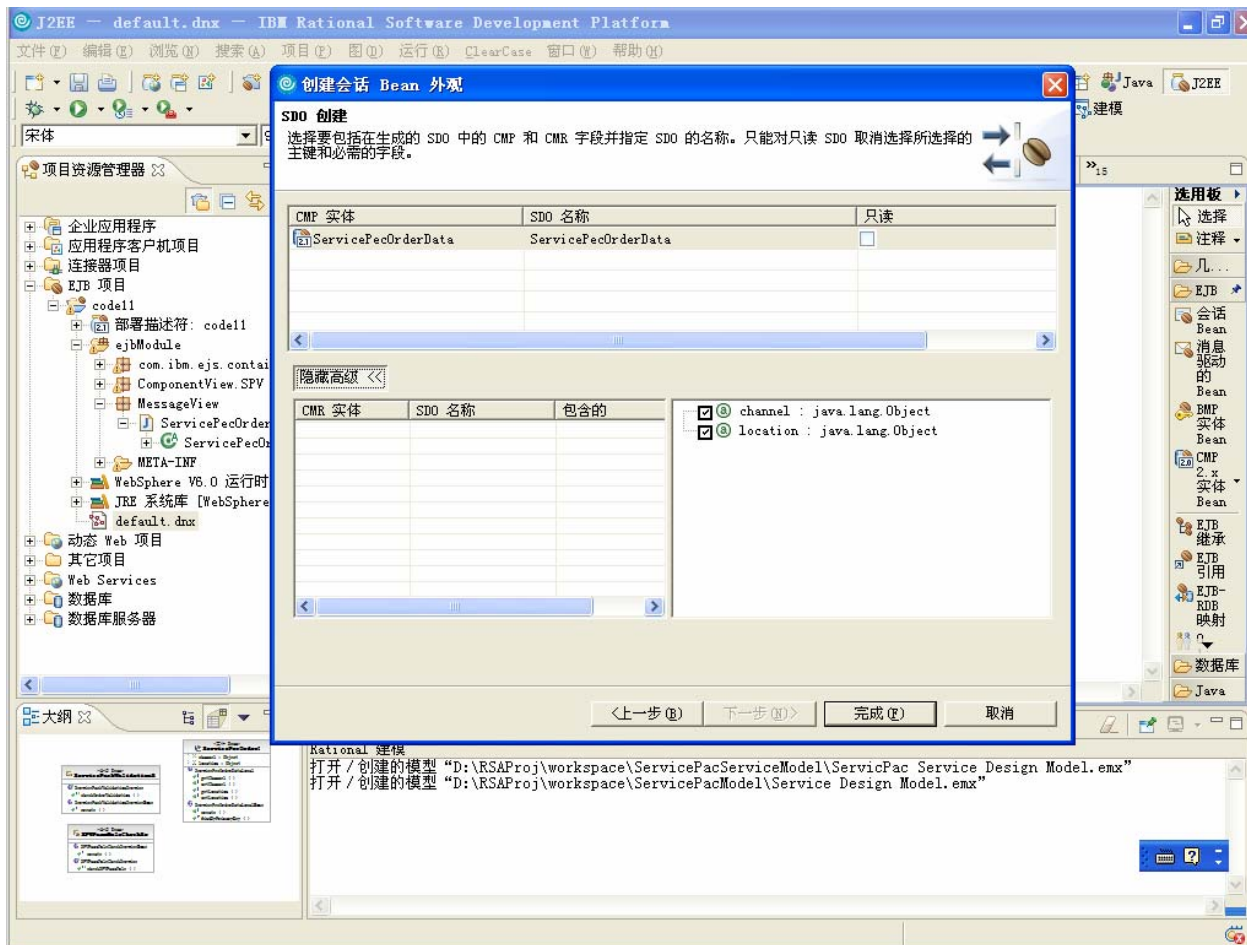 J2EE － default.dnx － IBM Rational Software Development Platform
文件(F) 编辑(E) 浏览(N) 搜索(A) 项目(P) 图(D) 运行(R) ClearCase 窗口(W) 帮助(H)
Java
J2EE
建模
宋体
项目资源管理器
»15
企业应用程序
应用程序客户机项目
连接器项目
EJB 项目
code11
部署描述符: code11
ejbModule
com.ibm.ejs.contai
ComponentView.SPV
MessageView
ServicePecOrder
META-INF
WebSphere V6.0 运行时
JRE 系统库 [WebSphere
default.dnx
动态 Web 项目
其它项目
Web Services
数据库
数据库服务器
创建会话 Bean 外观
SDO 创建
选择要包括在生成的 SDO 中的 CMP 和 CMR 字段并指定 SDO 的名称。只能对只读 SDO 取消选择所选择的
主键和必需的字段。
CMP 实体 SDO 名称 只读
ServicePecOrderData ServicePecOrderData
隐藏高级 <<
CMR 实体 SDO 名称 包含的
channel : java.lang.Object
location : java.lang.Object
<上一步(B) 下一步(N)> 完成(F) 取消
选用板
选择
注释
几...
EJB
会话
Bean
消息
驱动
的
Bean
BMP
实体
Bean
CMP
2.x
实体
Bean
EJB
继承
EJB
引用
EJB-
RDB
映射
数据库
Java
大纲
Rational 建模
打开／创建的模型 “D:\RSAProj\workspace\ServicePacServiceModel\ServicPac Service Design Model.emx”
打开／创建的模型 “D:\RSAProj\workspace\ServicePacModel\Service Design Model.emx”